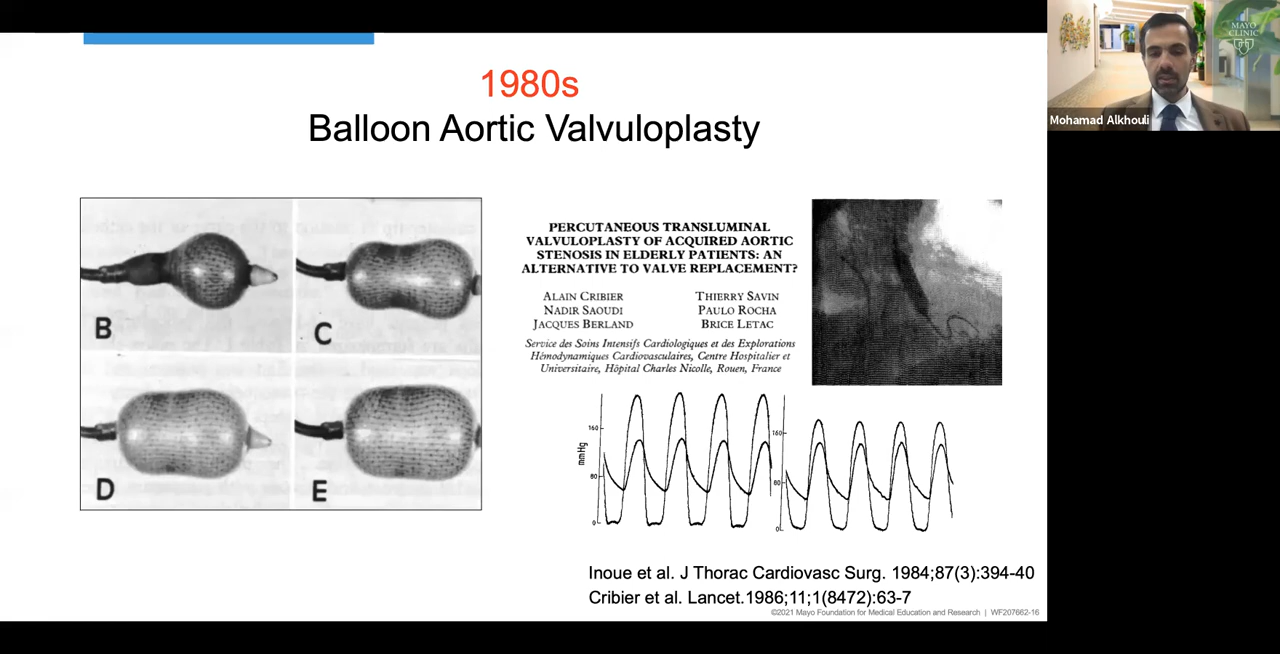 1980s
Balloon Aortic Valvuloplasty
B
C
D
E
PERCUTANEOUS TRANSLUMINAL
VALVULOPLASTY OF ACQUIRED AORTIC
STENOSIS IN ELDERLY PATIENTS: AN
ALTERNATIVE TO VALVE REPLACEMENT?
ALAIN CRIBIER THIERRY SAVIN
NADIR SAOUDI PAULO ROCHA
JACQUES BERLAND BRICE LETAC
Service des Soins Intensifs Cardiologiques et des Explorations
Hémodynamiques Cardiovasculaires, Centre Hospitalier et
Universitaire, Hôpital Charles Nicolle, Rouen, France
mmHg
160
80
0
160
80
0
Inoue et al. J Thorac Cardiovasc Surg. 1984;87(3):394-40
Cribier et al. Lancet.1986;11;1(8472):63-7
©2021 Mayo Foundation for Medical Education and Research | WF207662-16
MAYO
CLINIC
Mohamad Alkhouli